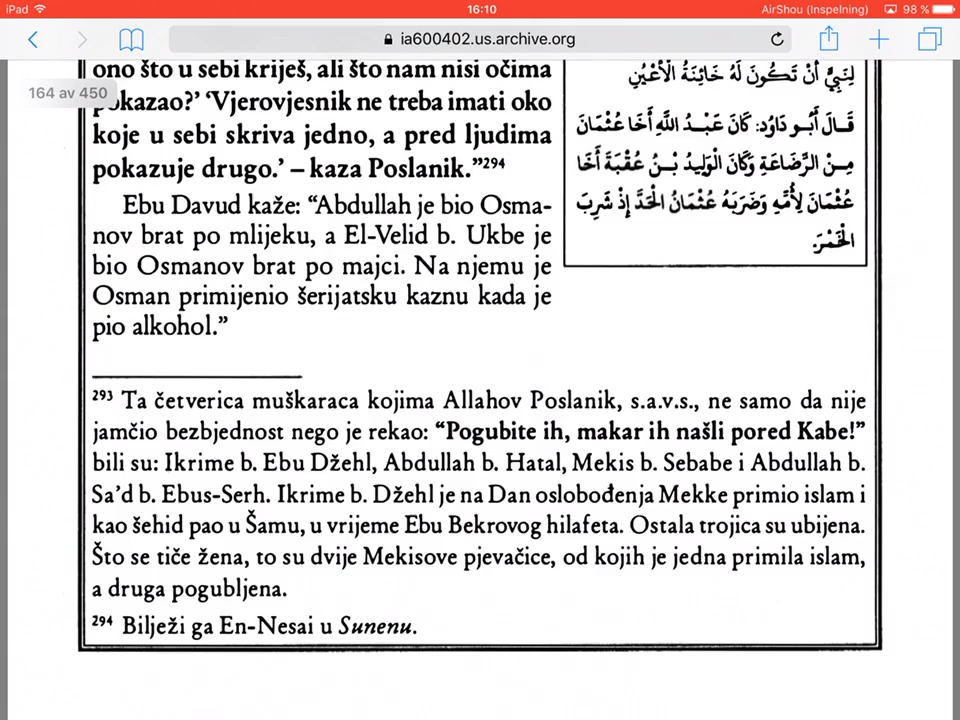 iPad
16:10
AirShou (Inspelning)
98 %
ia600402.us.archive.org
164 av 450
ono što u sebi kriješ, ali što nam nisi očima
pokazao?’ ‘Vjerovjesnik ne treba imati oko
koje u sebi skriva jedno, a pred ljudima
pokazuje drugo.’ – kaza Poslanik.”²⁹⁴
Ebu Davud kaže: “Abdullah je bio Osma-
nov brat po mlijeku, a El-Velid b. Ukbe je
bio Osmanov brat po majci. Na njemu je
Osman primijenio šerijatsku kaznu kada je
pio alkohol.”
لِنَبِيٍّ أَنْ تَكُونَ لَهُ خَائِنَةُ الْأَعْيُنِ
قَالَ أَبُو دَاوُد: كَانَ عَبْدُ اللَّهِ أَخَا عُثْمَانَ
مِنْ الرَّضَاعَةِ وَكَانَ الْوَلِيدُ بْنُ عُقْبَةَ أَخَا
عُثْمَانَ لِأُمِّهِ وَضَرَبَهُ عُثْمَانُ الْحَدَّ إِذْ شَرِبَ
الْخَمْرَ.
²⁹³ Ta četverica muškaraca kojima Allahov Poslanik, s.a.v.s., ne samo da nije
jamčio bezbjednost nego je rekao: “Pogubite ih, makar ih našli pored Kabe!”
bili su: Ikrime b. Ebu Džehl, Abdullah b. Hatal, Mekis b. Sebabe i Abdullah b.
Sa’d b. Ebus-Serh. Ikrime b. Džehl je na Dan oslobođenja Mekke primio islam i
kao šehid pao u Šamu, u vrijeme Ebu Bekrovog hilafeta. Ostala trojica su ubijena.
Što se tiče žena, to su dvije Mekisove pjevačice, od kojih je jedna primila islam,
a druga pogubljena.
²⁹⁴ Bilježi ga En-Nesai u Sunenu.